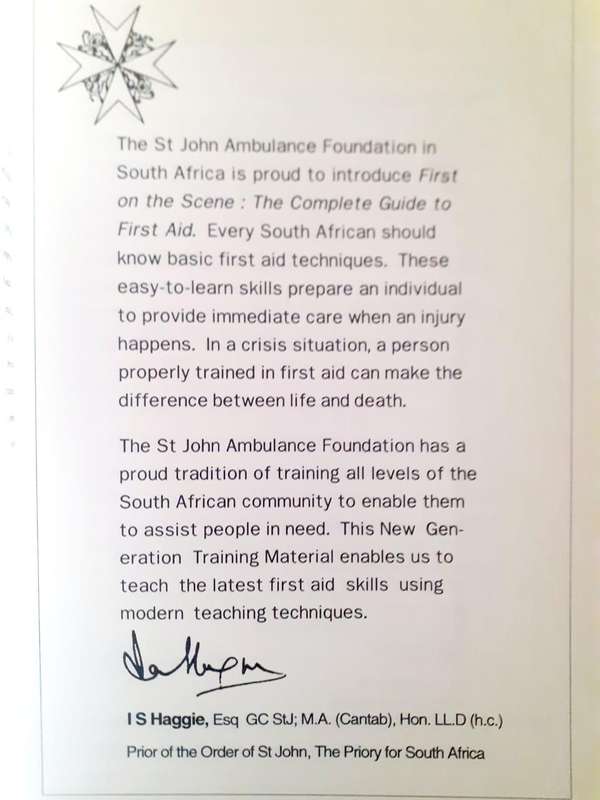 The St John Ambulance Foundation in
South Africa is proud to introduce First
on the Scene : The Complete Guide to
First Aid. Every South African should
know basic first aid techniques. These
easy-to-learn skills prepare an individual
to provide immediate care when an injury
happens. In a crisis situation, a person
properly trained in first aid can make the
difference between life and death.
The St John Ambulance Foundation has a
proud tradition of training all levels of the
South African community to enable them
to assist people in need. This New Gen-
eration Training Material enables us to
teach the latest first aid skills using
modern teaching techniques.
I S Haggie, Esq GC StJ; M.A. (Cantab), Hon. LL.D (h.c.)
Prior of the Order of St John, The Priory for South Africa